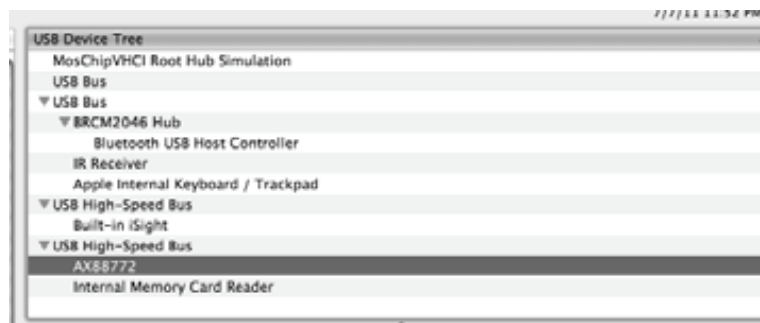 7/7/11 11:52 PM
USB Device Tree
MosChipVHCI Root Hub Simulation
USB Bus
USB Bus
BRCM2046 Hub
Bluetooth USB Host Controller
IR Receiver
Apple Internal Keyboard / Trackpad
USB High-Speed Bus
Built-in iSight
USB High-Speed Bus
AX88772
Internal Memory Card Reader